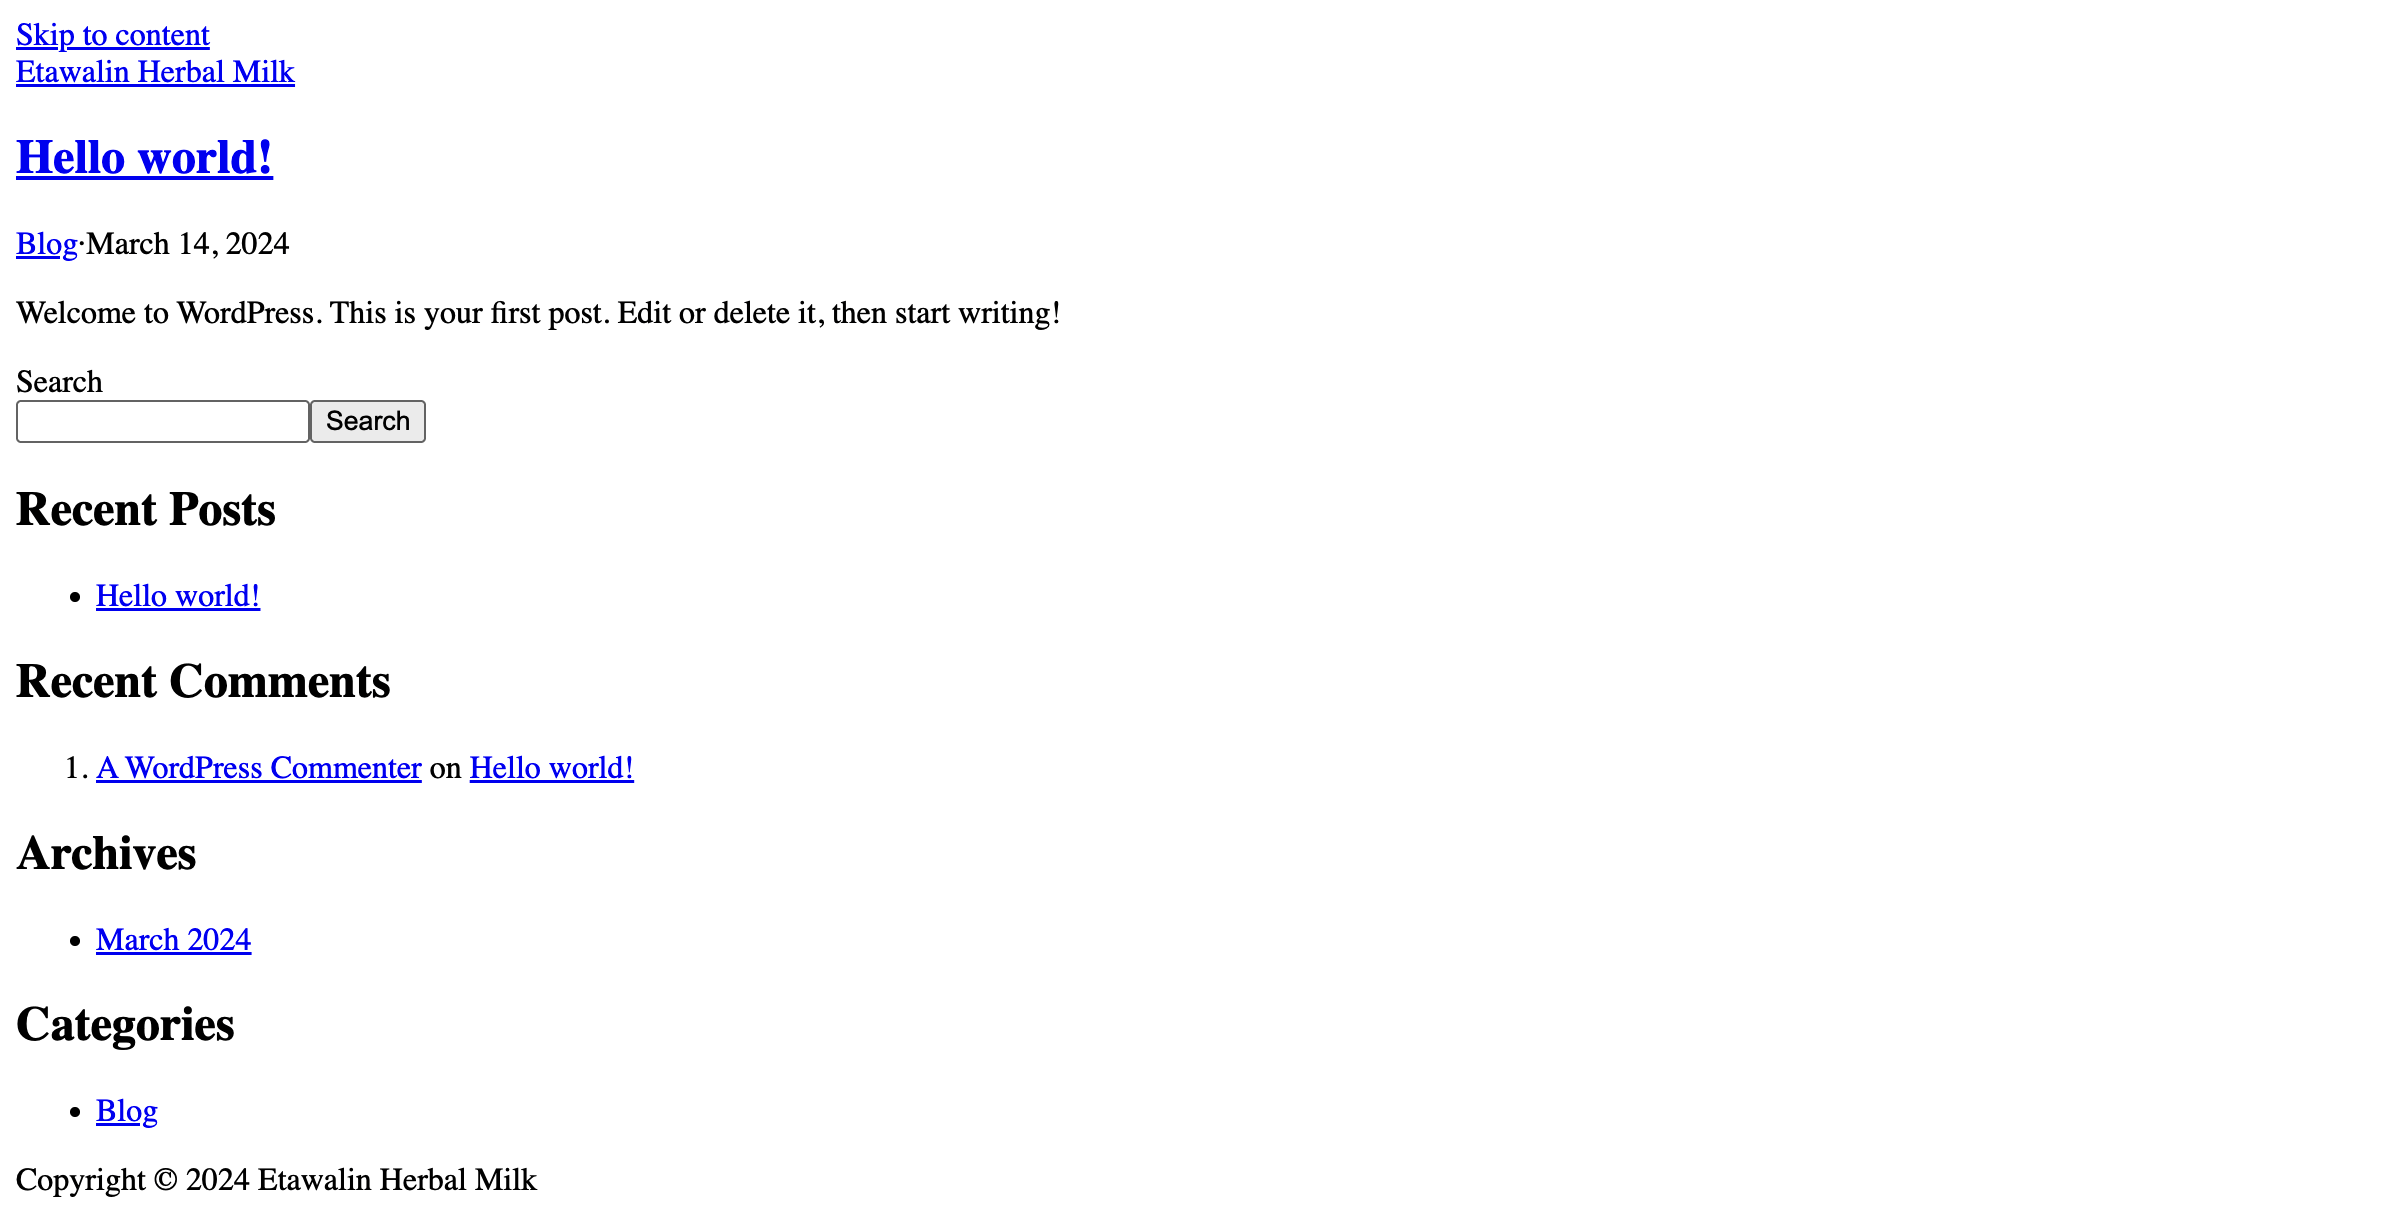 Skip to content
Etawalin Herbal Milk
Hello world!
Blog·March 14, 2024
Welcome to WordPress. This is your first post. Edit or delete it, then start writing!
Search
Search
Recent Posts
• Hello world!
Recent Comments
1. A WordPress Commenter on Hello world!
Archives
• March 2024
Categories
• Blog
Copyright © 2024 Etawalin Herbal Milk